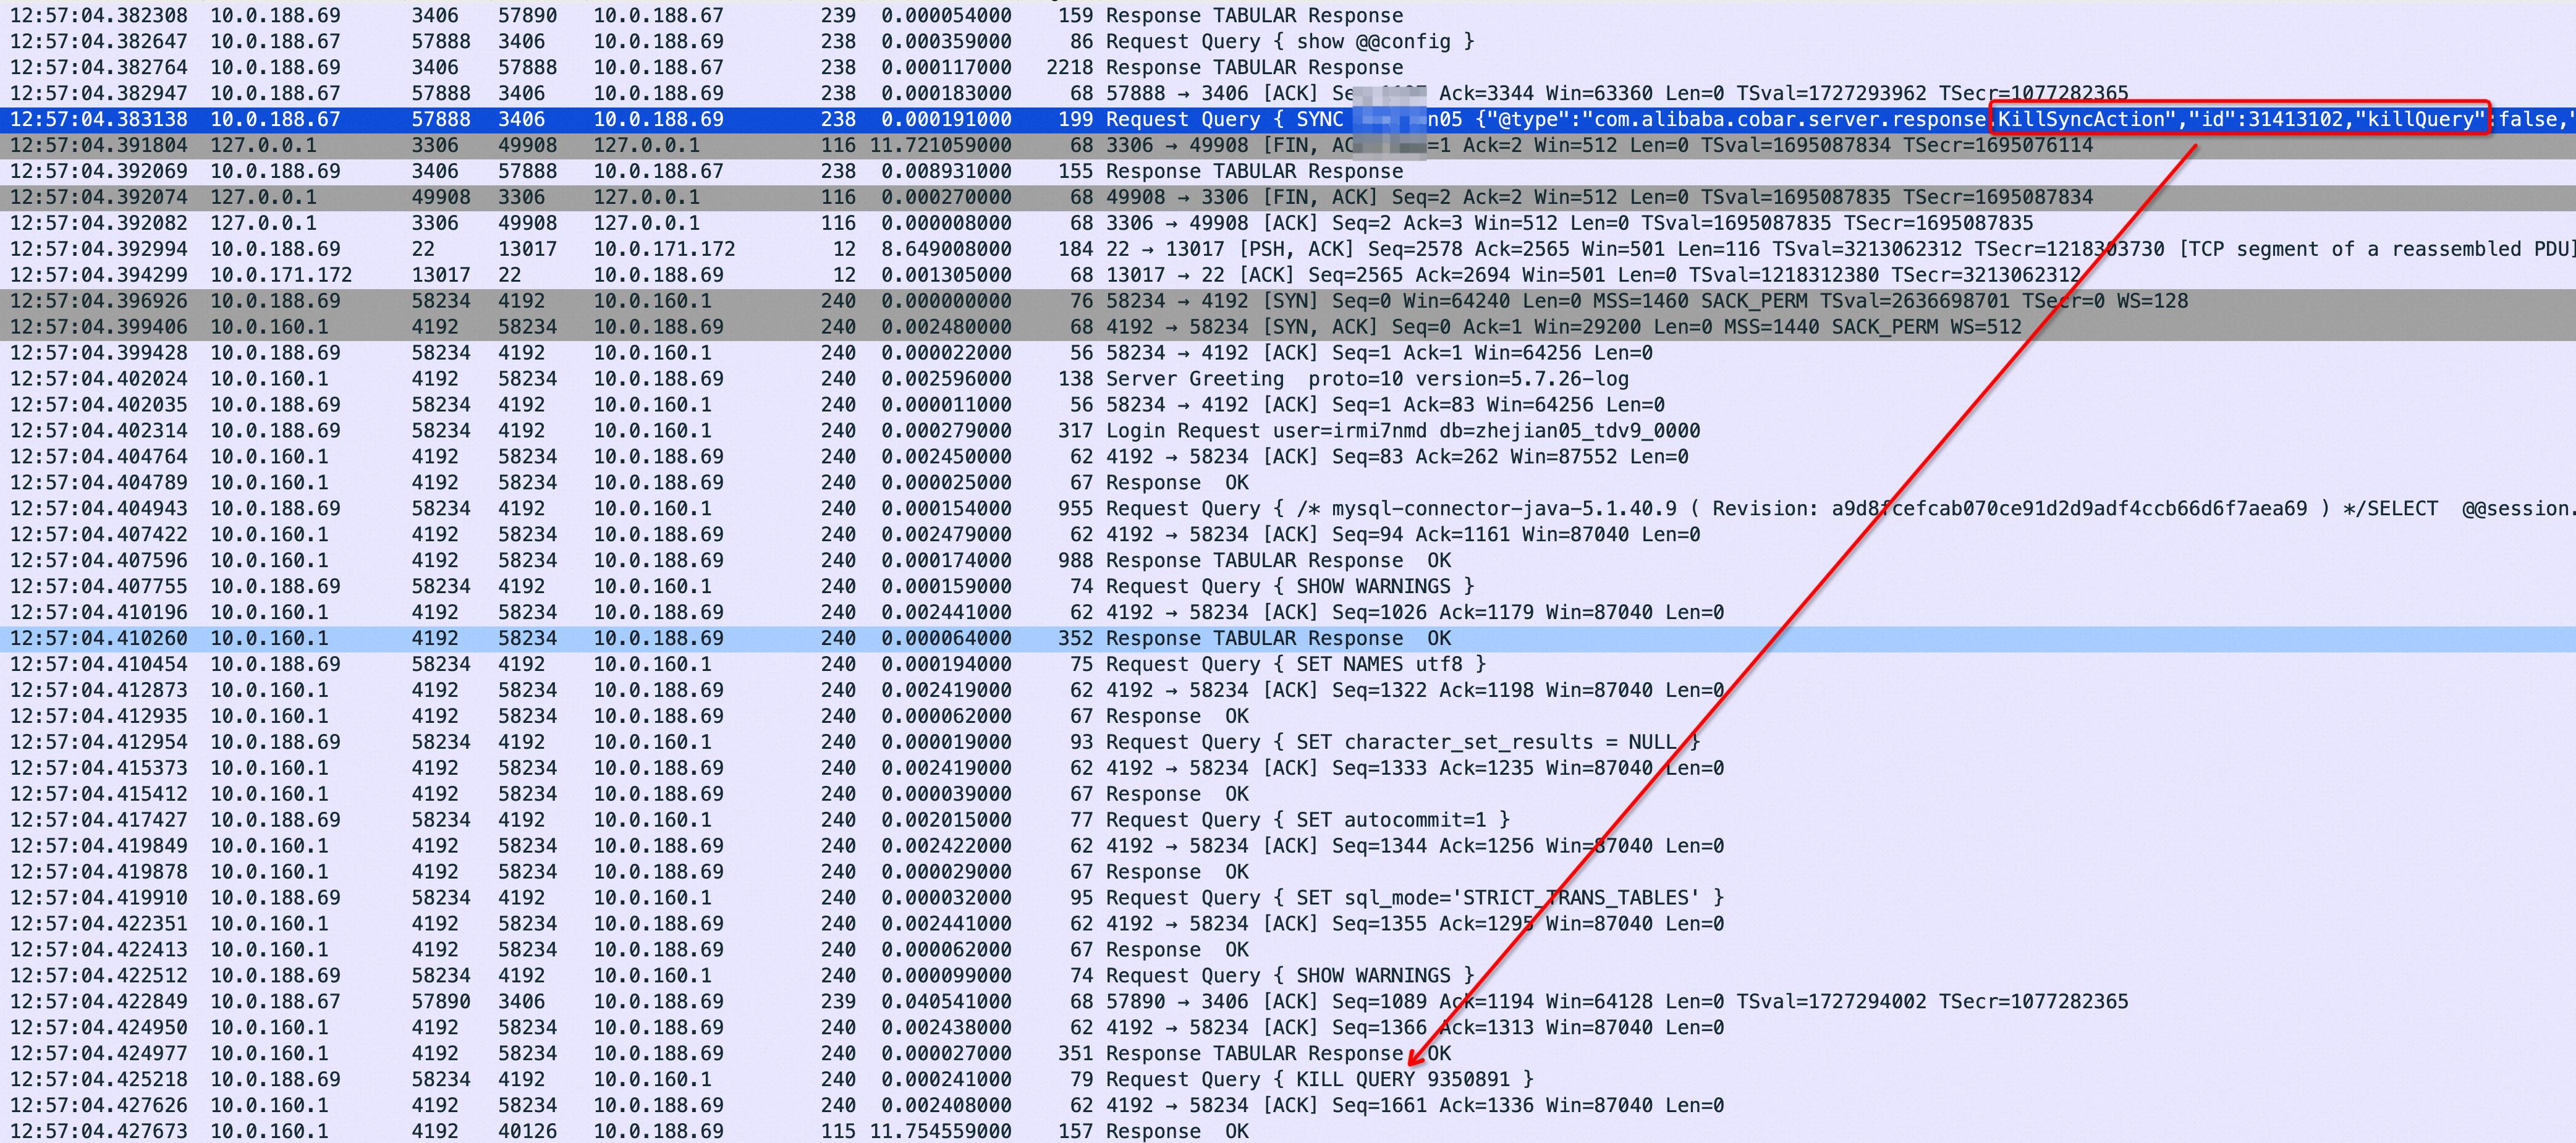 12:57:04.382308 10.0.188.69 3406 57890 10.0.188.67 239 0.000054000 159 Response TABULAR Response
12:57:04.382647 10.0.188.67 57888 3406 10.0.188.69 238 0.000359000 86 Request Query { show @@config }
12:57:04.382764 10.0.188.69 3406 57888 10.0.188.67 238 0.000117000 2218 Response TABULAR Response
12:57:04.382947 10.0.188.67 57888 3406 10.0.188.69 238 0.000183000 68 57888 → 3406 [ACK] Ack=3344 Win=63360 Len=0 TSval=1727293962 TSecr=1077282365
12:57:04.383138 10.0.188.67 57888 3406 10.0.188.69 238 0.000191000 199 Request Query { SYNC n05 {"@type":"com.alibaba.cobar.server.response.KillSyncAction","id":31413102,"killQuery":false,"
12:57:04.391804 127.0.0.1 3306 49908 127.0.0.1 116 11.721059000 68 3306 → 49908 [FIN, AC =1 Ack=2 Win=512 Len=0 TSval=1695087834 TSecr=1695076114
12:57:04.392069 10.0.188.69 3406 57888 10.0.188.67 238 0.008931000 155 Response TABULAR Response
12:57:04.392074 127.0.0.1 49908 3306 127.0.0.1 116 0.000270000 68 49908 → 3306 [FIN, ACK] Seq=2 Ack=2 Win=512 Len=0 TSval=1695087835 TSecr=1695087834
12:57:04.392082 127.0.0.1 3306 49908 127.0.0.1 116 0.000008000 68 3306 → 49908 [ACK] Seq=2 Ack=3 Win=512 Len=0 TSval=1695087835 TSecr=1695087835
12:57:04.392994 10.0.188.69 22 13017 10.0.171.172 12 8.649008000 184 22 → 13017 [PSH, ACK] Seq=2578 Ack=2565 Win=501 Len=116 TSval=3213062312 TSecr=1218303730 [TCP segment of a reassembled PDU]
12:57:04.394299 10.0.171.172 13017 22 10.0.188.69 12 0.001305000 68 13017 → 22 [ACK] Seq=2565 Ack=2694 Win=501 Len=0 TSval=1218312380 TSecr=3213062312
12:57:04.396926 10.0.188.69 58234 4192 10.0.160.1 240 0.000000000 76 58234 → 4192 [SYN] Seq=0 Win=64240 Len=0 MSS=1460 SACK_PERM TSval=2636698701 TSecr=0 WS=128
12:57:04.399406 10.0.160.1 4192 58234 10.0.188.69 240 0.002480000 68 4192 → 58234 [SYN, ACK] Seq=0 Ack=1 Win=29200 Len=0 MSS=1440 SACK_PERM WS=512
12:57:04.399428 10.0.188.69 58234 4192 10.0.160.1 240 0.000022000 56 58234 → 4192 [ACK] Seq=1 Ack=1 Win=64256 Len=0
12:57:04.402024 10.0.160.1 4192 58234 10.0.188.69 240 0.002596000 138 Server Greeting proto=10 version=5.7.26-log
12:57:04.402035 10.0.188.69 58234 4192 10.0.160.1 240 0.000011000 56 58234 → 4192 [ACK] Seq=1 Ack=83 Win=64256 Len=0
12:57:04.402314 10.0.188.69 58234 4192 10.0.160.1 240 0.000279000 317 Login Request user=irmi7nmd db=zhejian05_tdv9_0000
12:57:04.404764 10.0.160.1 4192 58234 10.0.188.69 240 0.002450000 62 4192 → 58234 [ACK] Seq=83 Ack=262 Win=87552 Len=0
12:57:04.404789 10.0.160.1 4192 58234 10.0.188.69 240 0.000025000 67 Response OK
12:57:04.404943 10.0.188.69 58234 4192 10.0.160.1 240 0.000154000 955 Request Query { /* mysql-connector-java-5.1.40.9 ( Revision: a9d8fcefcab070ce91d2d9adf4ccb66d6f7aea69 ) */SELECT @@session.
12:57:04.407422 10.0.160.1 4192 58234 10.0.188.69 240 0.002479000 62 4192 → 58234 [ACK] Seq=94 Ack=1161 Win=87040 Len=0
12:57:04.407596 10.0.160.1 4192 58234 10.0.188.69 240 0.000174000 988 Response TABULAR Response OK
12:57:04.407755 10.0.188.69 58234 4192 10.0.160.1 240 0.000159000 74 Request Query { SHOW WARNINGS }
12:57:04.410196 10.0.160.1 4192 58234 10.0.188.69 240 0.002441000 62 4192 → 58234 [ACK] Seq=1026 Ack=1179 Win=87040 Len=0
12:57:04.410260 10.0.160.1 4192 58234 10.0.188.69 240 0.000064000 352 Response TABULAR Response OK
12:57:04.410454 10.0.188.69 58234 4192 10.0.160.1 240 0.000194000 75 Request Query { SET NAMES utf8 }
12:57:04.412873 10.0.160.1 4192 58234 10.0.188.69 240 0.002419000 62 4192 → 58234 [ACK] Seq=1322 Ack=1198 Win=87040 Len=0
12:57:04.412935 10.0.160.1 4192 58234 10.0.188.69 240 0.000062000 67 Response OK
12:57:04.412954 10.0.188.69 58234 4192 10.0.160.1 240 0.000019000 93 Request Query { SET character_set_results = NULL }
12:57:04.415373 10.0.160.1 4192 58234 10.0.188.69 240 0.002419000 62 4192 → 58234 [ACK] Seq=1333 Ack=1235 Win=87040 Len=0
12:57:04.415412 10.0.160.1 4192 58234 10.0.188.69 240 0.000039000 67 Response OK
12:57:04.417427 10.0.188.69 58234 4192 10.0.160.1 240 0.002015000 77 Request Query { SET autocommit=1 }
12:57:04.419849 10.0.160.1 4192 58234 10.0.188.69 240 0.002422000 62 4192 → 58234 [ACK] Seq=1344 Ack=1256 Win=87040 Len=0
12:57:04.419878 10.0.160.1 4192 58234 10.0.188.69 240 0.000029000 67 Response OK
12:57:04.419910 10.0.188.69 58234 4192 10.0.160.1 240 0.000032000 95 Request Query { SET sql_mode='STRICT_TRANS_TABLES' }
12:57:04.422351 10.0.160.1 4192 58234 10.0.188.69 240 0.002441000 62 4192 → 58234 [ACK] Seq=1355 Ack=1295 Win=87040 Len=0
12:57:04.422413 10.0.160.1 4192 58234 10.0.188.69 240 0.000062000 67 Response OK
12:57:04.422512 10.0.188.69 58234 4192 10.0.160.1 240 0.000099000 74 Request Query { SHOW WARNINGS }
12:57:04.422849 10.0.188.67 57890 3406 10.0.188.69 239 0.040541000 68 57890 → 3406 [ACK] Seq=1089 Ack=1194 Win=64128 Len=0 TSval=1727294002 TSecr=1077282365
12:57:04.424950 10.0.160.1 4192 58234 10.0.188.69 240 0.002438000 62 4192 → 58234 [ACK] Seq=1366 Ack=1313 Win=87040 Len=0
12:57:04.424977 10.0.160.1 4192 58234 10.0.188.69 240 0.000027000 351 Response TABULAR Response OK
12:57:04.425218 10.0.188.69 58234 4192 10.0.160.1 240 0.000241000 79 Request Query { KILL QUERY 9350891 }
12:57:04.427626 10.0.160.1 4192 58234 10.0.188.69 240 0.002408000 62 4192 → 58234 [ACK] Seq=1661 Ack=1336 Win=87040 Len=0
12:57:04.427673 10.0.160.1 4192 40126 10.0.188.69 115 11.754559000 157 Response OK